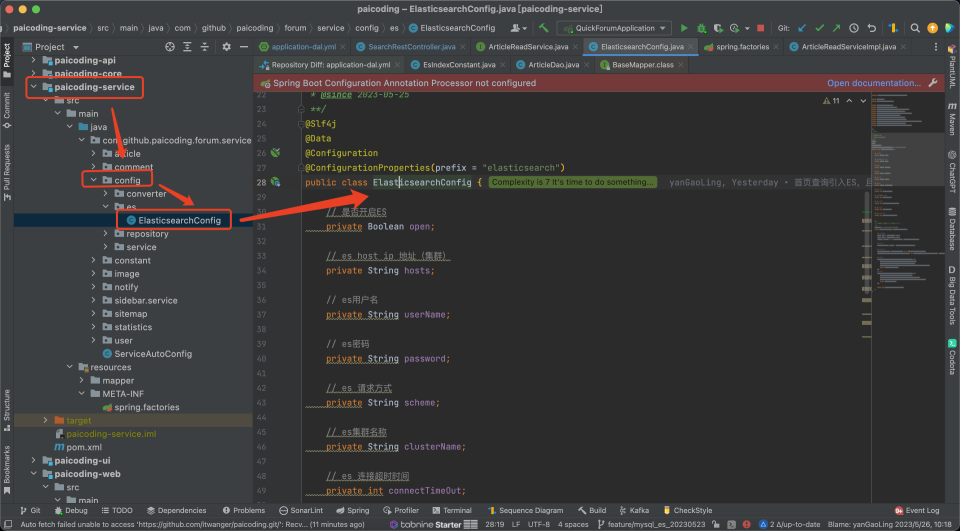 paicoding – ElasticsearchConfig.java [paicoding-service]
paicoding-service
src
main
java
com
github
paicoding
forum
service
config
es
ElasticsearchConfig
QuickForumApplication
Git:
Project
application-dal.yml
SearchRestController.java
ArticleReadService.java
ElasticsearchConfig.java
spring.factories
ArticleReadServiceImpl.java
Repository Diff: application-dal.yml
EsIndexConstant.java
ArticleDao.java
BaseMapper.class
Spring Boot Configuration Annotation Processor not configured
Open documentation...
paicoding-api
paicoding-core
paicoding-service
src
main
java
com.github.paicoding.forum.service
article
comment
config
converter
es
ElasticsearchConfig
repository
service
constant
image
notify
sidebar.service
sitemap
statistics
user
ServiceAutoConfig
resources
mapper
META-INF
spring.factories
target
paicoding-service.iml
pom.xml
paicoding-ui
paicoding-web
src
main
22 * @since 2023-05-25
23 **/
24 @Slf4j
25 @Data
26 @Configuration
27 @ConfigurationProperties(prefix = "elasticsearch")
28 public class ElasticsearchConfig { Complexity is 7 It's time to do something... yanGaoLing, Yesterday • 首页查询引入ES,
29
30 // 是否开启ES
31 private Boolean open;
32
33 // es host ip 地址（集群）
34 private String hosts;
35
36 // es用户名
37 private String userName;
38
39 // es密码
40 private String password;
41
42 // es 请求方式
43 private String scheme;
44
45 // es集群名称
46 private String clusterName;
47
48 // es 连接超时时间
49 private int connectTimeOut;
11
Project
Commit
Pull Requests
Structure
Bookmarks
PlantUML
Maven
ChatGPT
Database
Big Data Tools
Codota
Git
Debug
TODO
Dependencies
Problems
SonarLint
Spring
Profiler
Terminal
Sequence Diagram
Build
Kafka
CheckStyle
Event Log
Auto fetch failed: unable to access 'https://github.com/itwanger/paicoding.git/': Recv... (11 minutes ago)
tabnine Starter
28:19
LF
UTF-8
4 spaces
feature/mysql_es_20230523
2 Δ/up-to-date
Blame: yanGaoLing 2023/5/26, 10:18